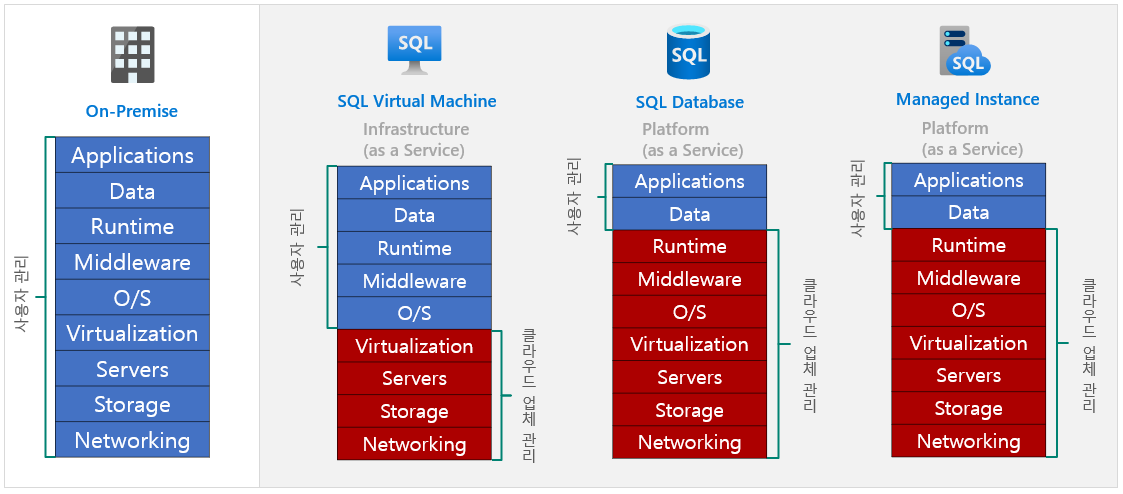 On-Premise
사용자 관리
Applications
Data
Runtime
Middleware
O/S
Virtualization
Servers
Storage
Networking
SQL
SQL Virtual Machine
Infrastructure
(as a Service)
사용자 관리
Applications
Data
Runtime
Middleware
O/S
Virtualization
Servers
Storage
Networking
클라우드 업체 관리
SQL
SQL Database
Platform
(as a Service)
사용자 관리
Applications
Data
Runtime
Middleware
O/S
Virtualization
Servers
Storage
Networking
클라우드 업체 관리
SQL
Managed Instance
Platform
(as a Service)
사용자 관리
Applications
Data
Runtime
Middleware
O/S
Virtualization
Servers
Storage
Networking
클라우드 업체 관리